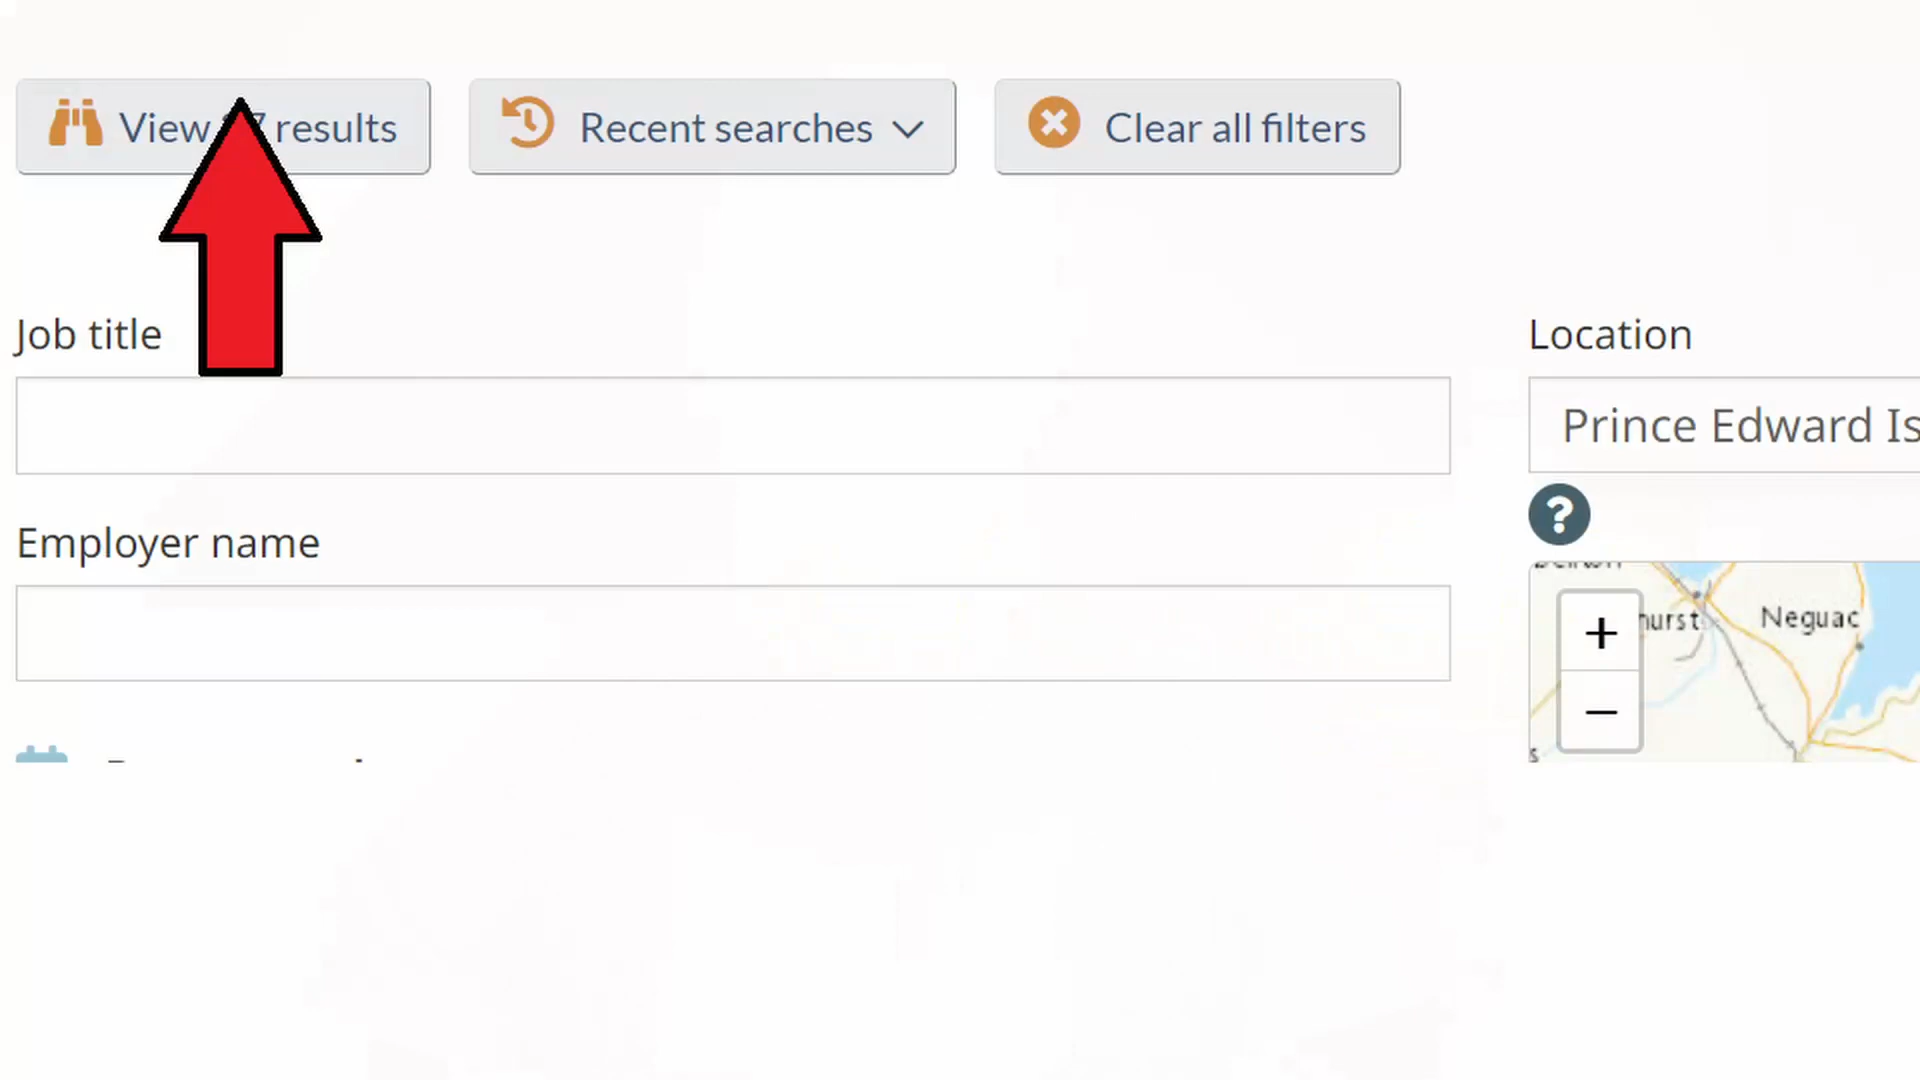 View results
Recent searches
Clear all filters
Job title
Location
Prince Edward Is
Employer name
?
Neguac
+
−